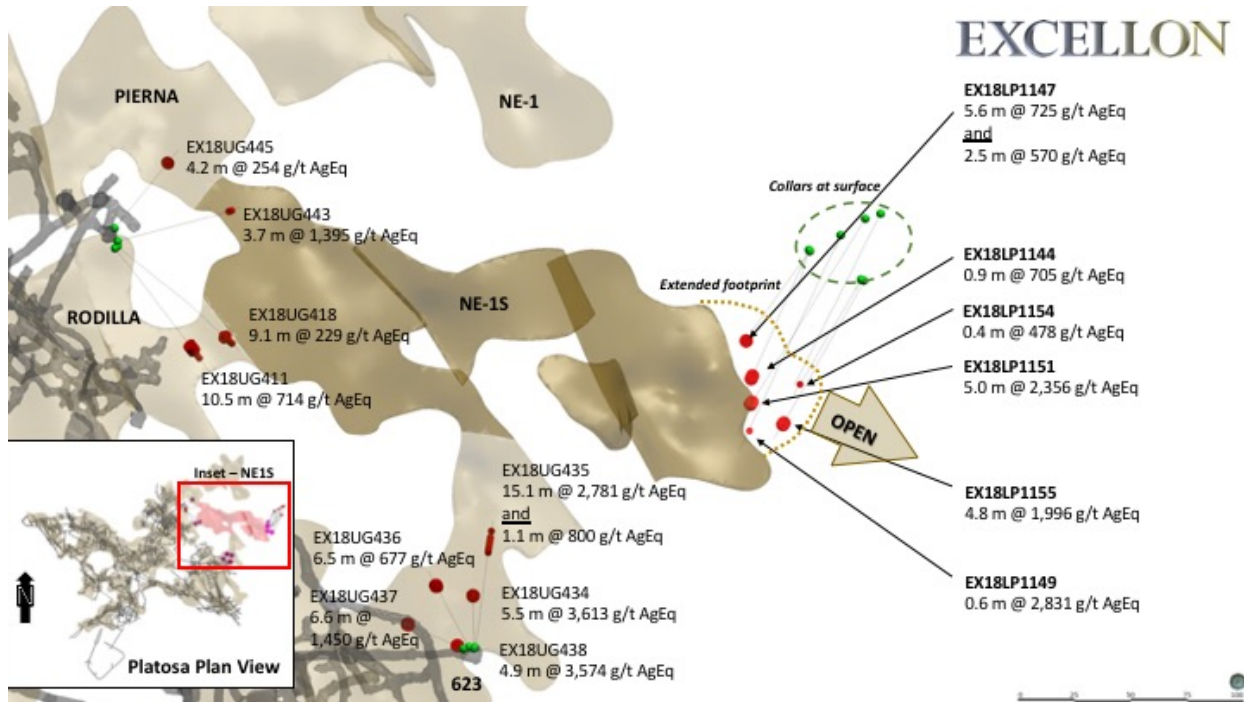 EXCELLON
PIERNA
NE-1
EX18LP1147
5.6 m @ 725 g/t AgEq
and
2.5 m @ 570 g/t AgEq
EX18UG445
4.2 m @ 254 g/t AgEq
Collars at surface
EX18UG443
3.7 m @ 1,395 g/t AgEq
EX18LP1144
0.9 m @ 705 g/t AgEq
Extended footprint
NE-1S
RODILLA
EX18UG418
9.1 m @ 229 g/t AgEq
EX18LP1154
0.4 m @ 478 g/t AgEq
EX18LP1151
5.0 m @ 2,356 g/t AgEq
EX18UG411
10.5 m @ 714 g/t AgEq
OPEN
Inset – NE1S
N
Platosa Plan View
EX18UG435
15.1 m @ 2,781 g/t AgEq
and
1.1 m @ 800 g/t AgEq
EX18LP1155
4.8 m @ 1,996 g/t AgEq
EX18UG436
6.5 m @ 677 g/t AgEq
EX18UG437
6.6 m @
1,450 g/t AgEq
EX18UG434
5.5 m @ 3,613 g/t AgEq
EX18LP1149
0.6 m @ 2,831 g/t AgEq
EX18UG438
4.9 m @ 3,574 g/t AgEq
623
0 25 50 75 100